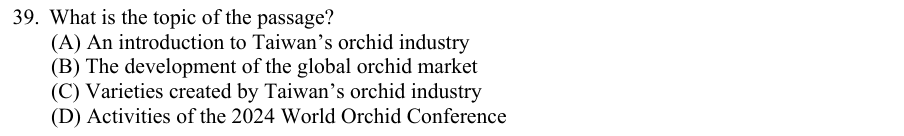 39. What is the topic of the passage?
(A) An introduction to Taiwan’s orchid industry
(B) The development of the global orchid market
(C) Varieties created by Taiwan’s orchid industry
(D) Activities of the 2024 World Orchid Conference